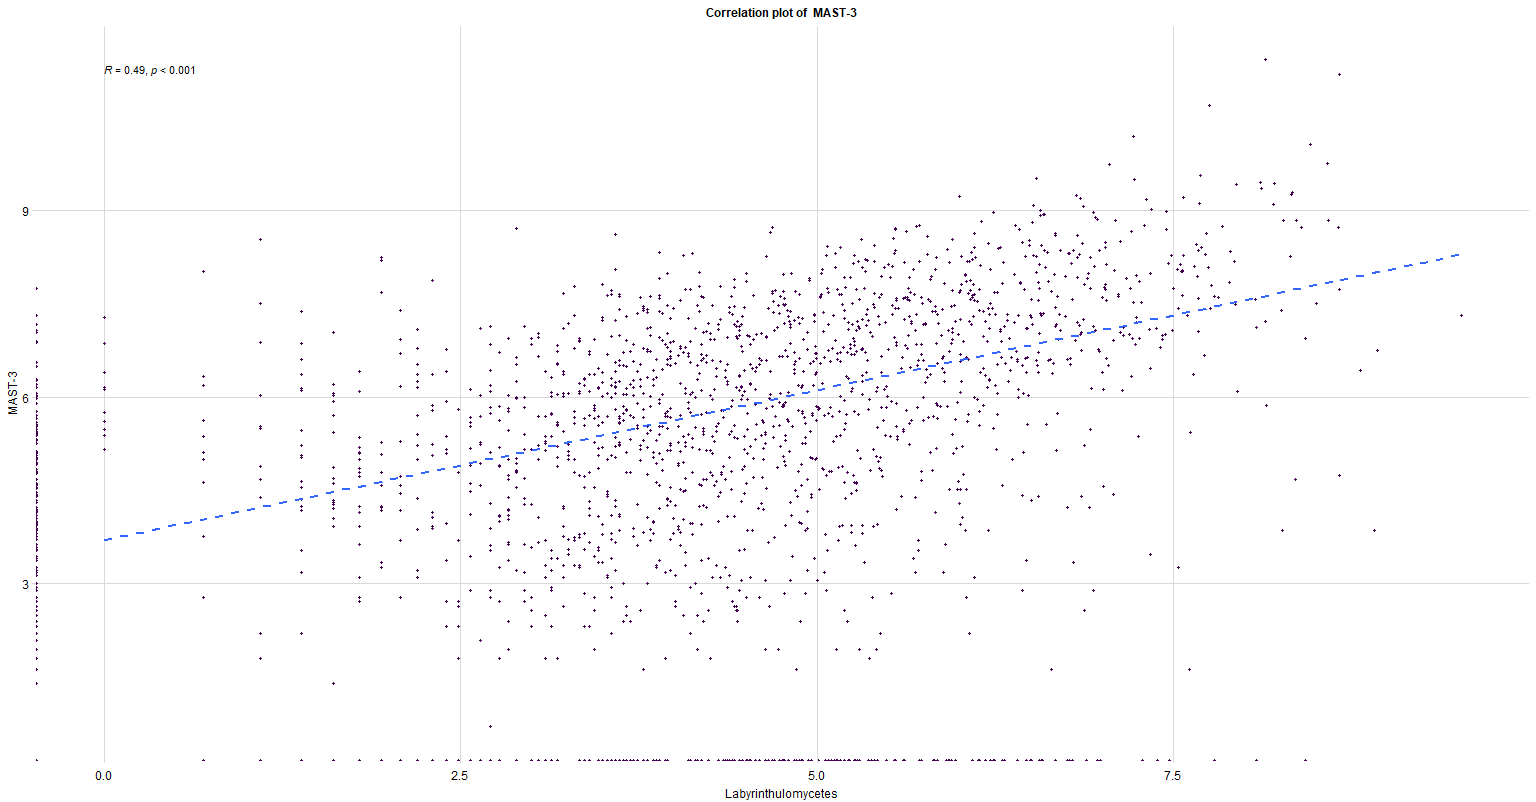 Correlation plot of  MAST-3
R = 0.49, p < 0.001
9
6
3
MAST-3
0.0 2.5 5.0 7.5
Labyrinthulomycetes